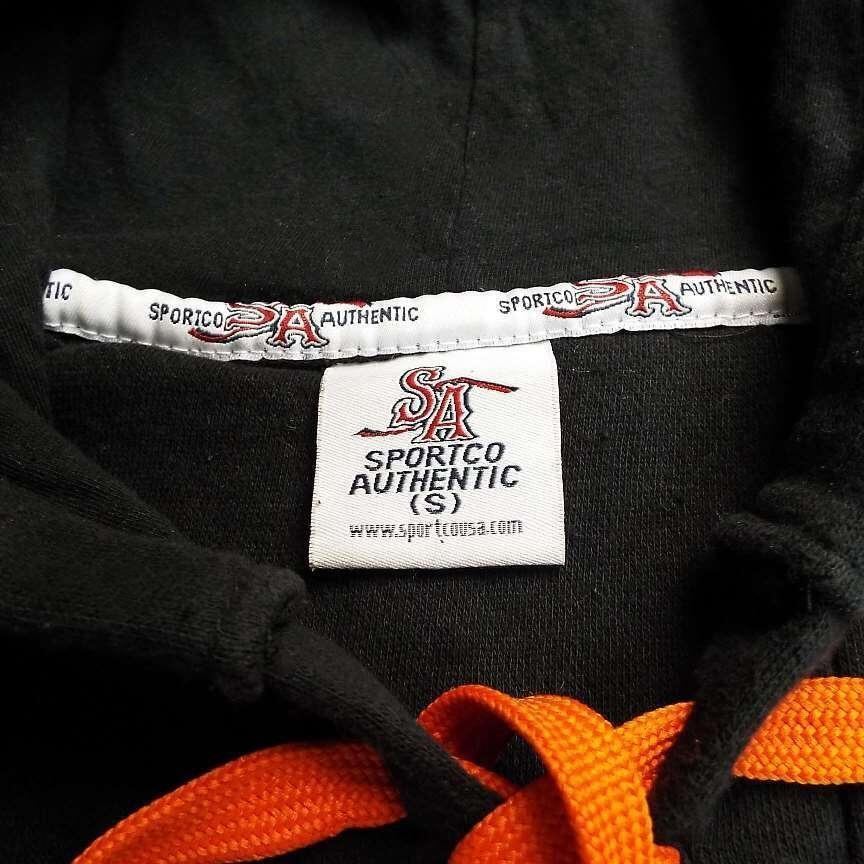 TIC
SPORTCO SA AUTHENTIC
SPORTCO SA AUTHENTIC
SA
SPORTCO
AUTHENTIC
(S)
www.sportcousa.com